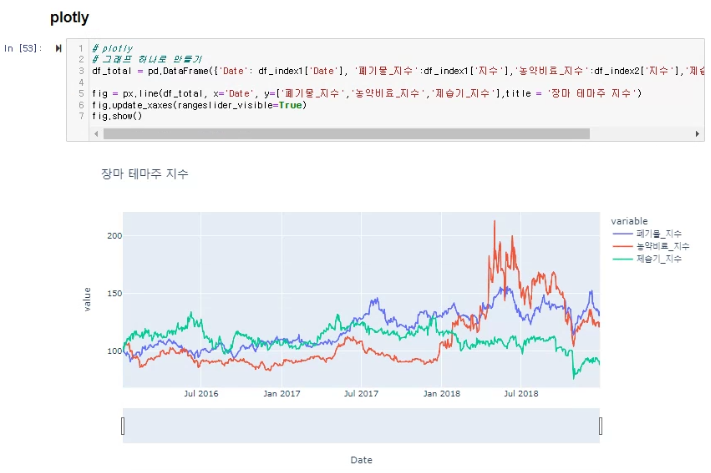 plotly
In [53]:
1 # plotly
2 # 그래프 하나로 만들기
3 df_total = pd.DataFrame({'Date': df_index1['Date'], '폐기물_지수':df_index1['지수'],'농약비료_지수':df_index2['지수'],'제습
4
5 fig = px.line(df_total, x='Date', y=['폐기물_지수','농약비료_지수','제습기_지수'],title = '장마 테마주 지수')
6 fig.update_xaxes(rangeslider_visible=True)
7 fig.show()
장마 테마주 지수
variable
폐기물_지수
농약비료_지수
제습기_지수
200
150
100
value
Jul 2016 Jan 2017 Jul 2017 Jan 2018 Jul 2018
Date